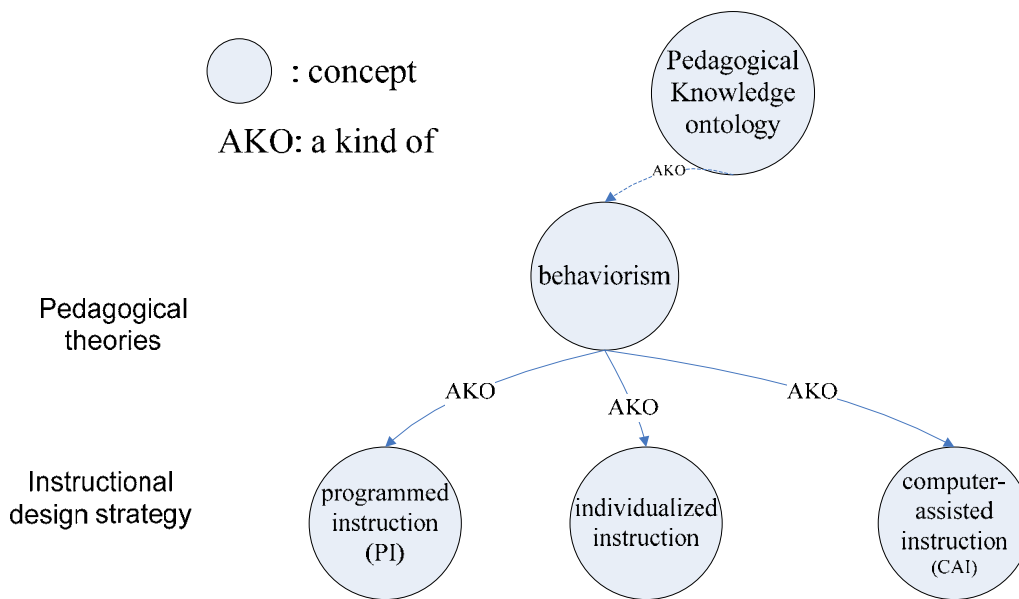 : concept
AKO: a kind of
Pedagogical
Knowledge
ontology
AKO
behaviorism
Pedagogical
theories
AKO
AKO
AKO
Instructional
design strategy
programmed
instruction
(PI)
individualized
instruction
computer-
assisted
instruction
(CAI)